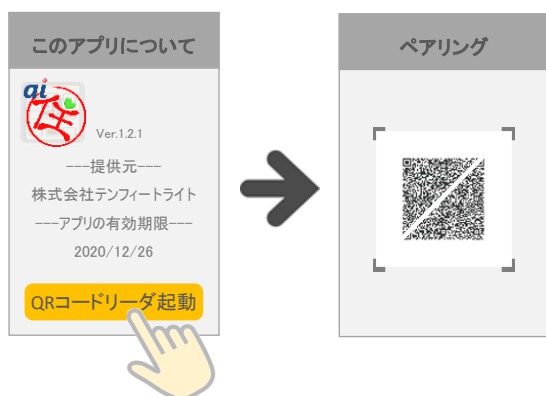 このアプリについて
qi
住
Ver.1.2.1
---提供元---
株式会社テンフィートライト
---アプリの有効期限---
2020/12/26
QRコードリーダ起動
ペアリング